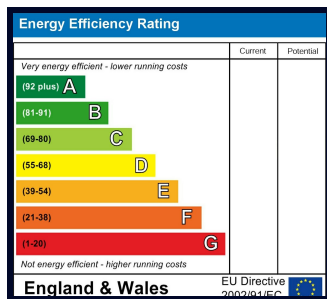 Energy Efficiency Rating
Current Potential
Very energy efficient - lower running costs
(92 plus) A
(81-91) B
(69-80) C
(55-68) D
(39-54) E
(21-38) F
(1-20) G
Not energy efficient - higher running costs
England & Wales
EU Directive
2002/91/EC